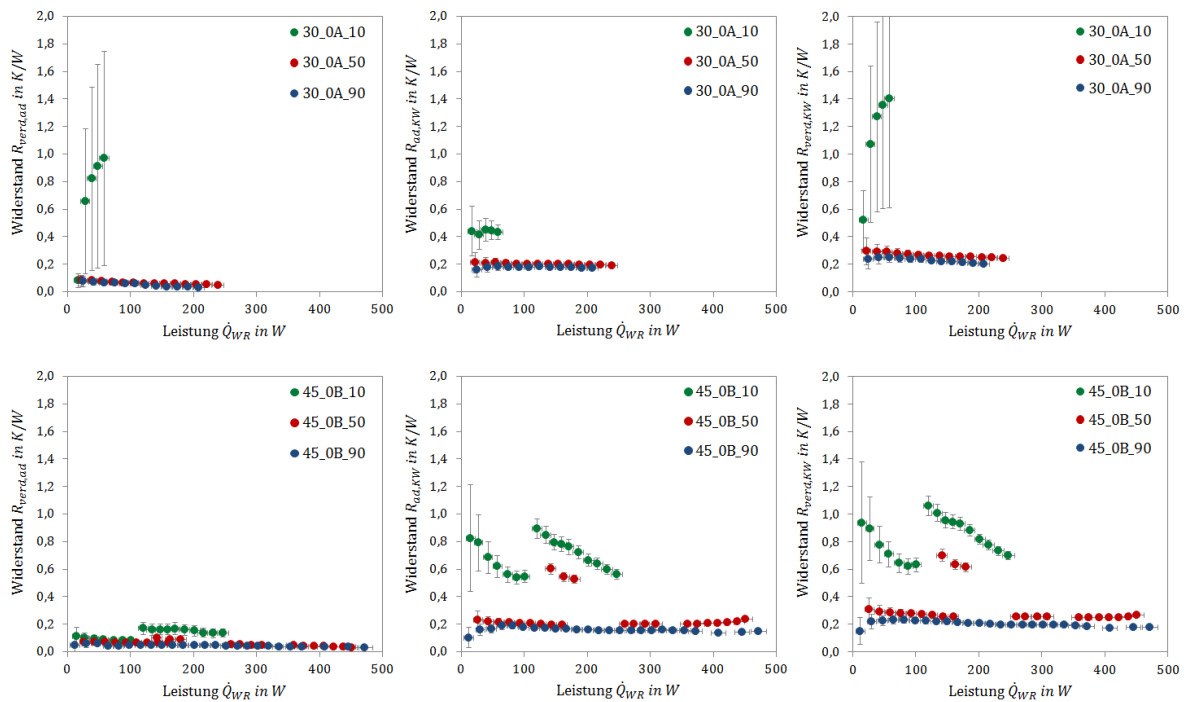 2,0
1,8
1,6
1,4
1,2
1,0
0,8
0,6
0,4
0,2
0,0
Widerstand R_verd,ad in K/W
30_0A_10
30_0A_50
30_0A_90
0 100 200 300 400 500
Leistung Q̇_WR in W
2,0
1,8
1,6
1,4
1,2
1,0
0,8
0,6
0,4
0,2
0,0
Widerstand R_ad,KW in K/W
30_0A_10
30_0A_50
30_0A_90
0 100 200 300 400 500
Leistung Q̇_WR in W
2,0
1,8
1,6
1,4
1,2
1,0
0,8
0,6
0,4
0,2
0,0
Widerstand R_verd,KW in K/W
30_0A_10
30_0A_50
30_0A_90
0 100 200 300 400 500
Leistung Q̇_WR in W
2,0
1,8
1,6
1,4
1,2
1,0
0,8
0,6
0,4
0,2
0,0
Widerstand R_verd,ad in K/W
45_0B_10
45_0B_50
45_0B_90
0 100 200 300 400 500
Leistung Q̇_WR in W
2,0
1,8
1,6
1,4
1,2
1,0
0,8
0,6
0,4
0,2
0,0
Widerstand R_ad,KW in K/W
45_0B_10
45_0B_50
45_0B_90
0 100 200 300 400 500
Leistung Q̇_WR in W
2,0
1,8
1,6
1,4
1,2
1,0
0,8
0,6
0,4
0,2
0,0
Widerstand R_verd,KW in K/W
45_0B_10
45_0B_50
45_0B_90
0 100 200 300 400 500
Leistung Q̇_WR in W